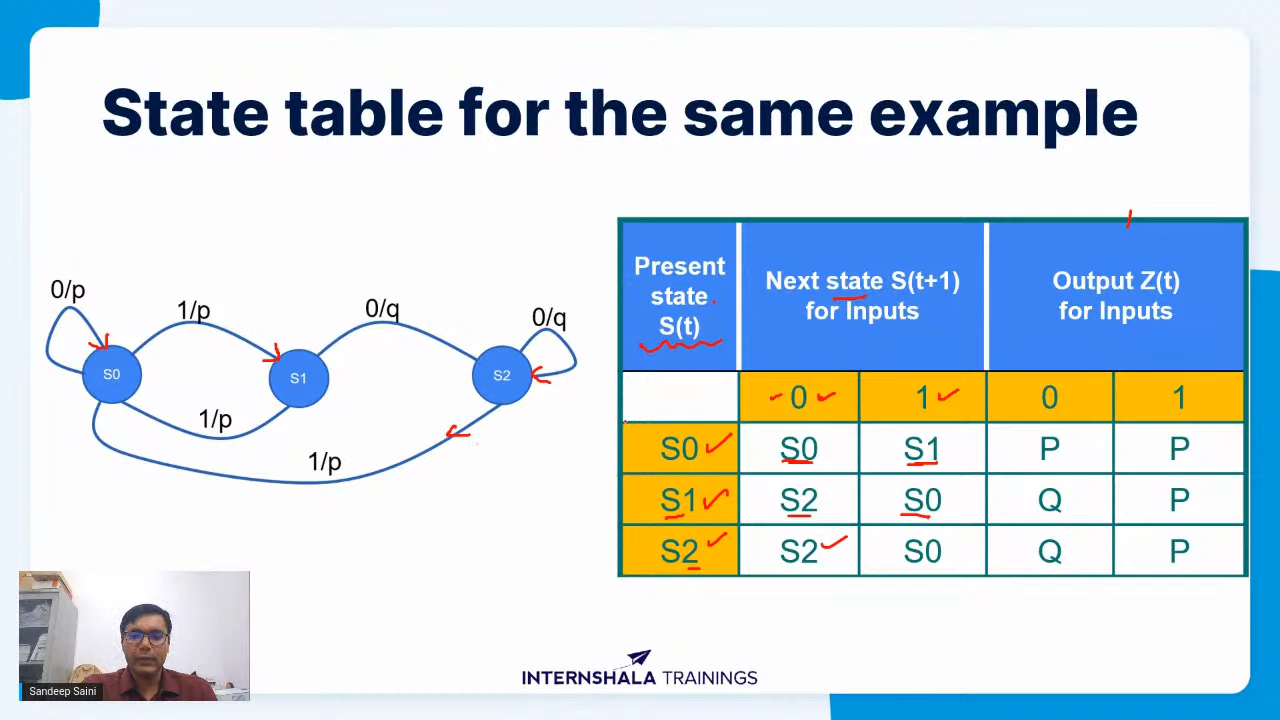 State table for the same example
0/p
1/p
0/q
0/q
S0
S1
S2
1/p
1/p
Present state S(t)
Next state S(t+1) for Inputs
Output Z(t) for Inputs
0 1 0 1
S0 S0 S1 P P
S1 S2 S0 Q P
S2 S2 S0 Q P
Sandeep Saini
INTERNSHALA TRAININGS